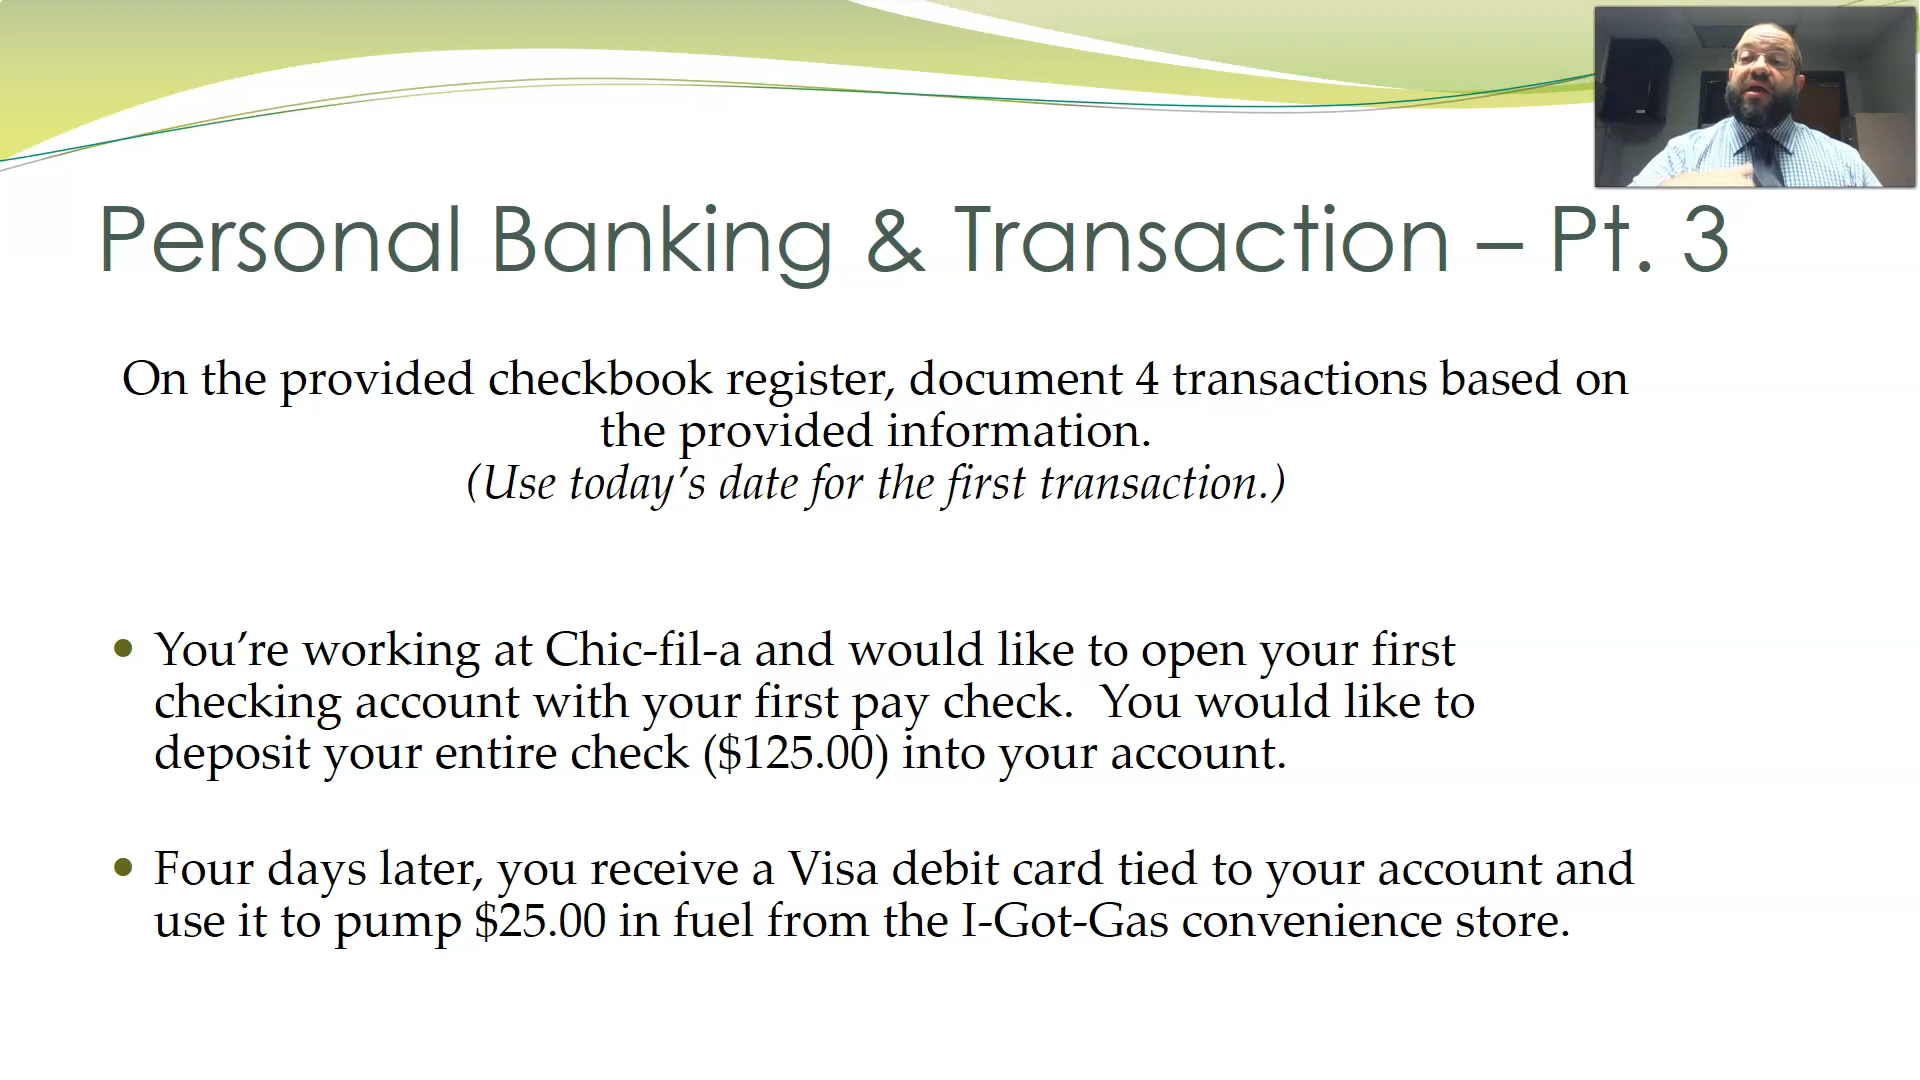 Personal Banking & Transaction – Pt. 3
On the provided checkbook register, document 4 transactions based on
the provided information.
(Use today’s date for the first transaction.)
• You’re working at Chic-fil-a and would like to open your first
checking account with your first pay check.  You would like to
deposit your entire check ($125.00) into your account.
• Four days later, you receive a Visa debit card tied to your account and
use it to pump $25.00 in fuel from the I-Got-Gas convenience store.